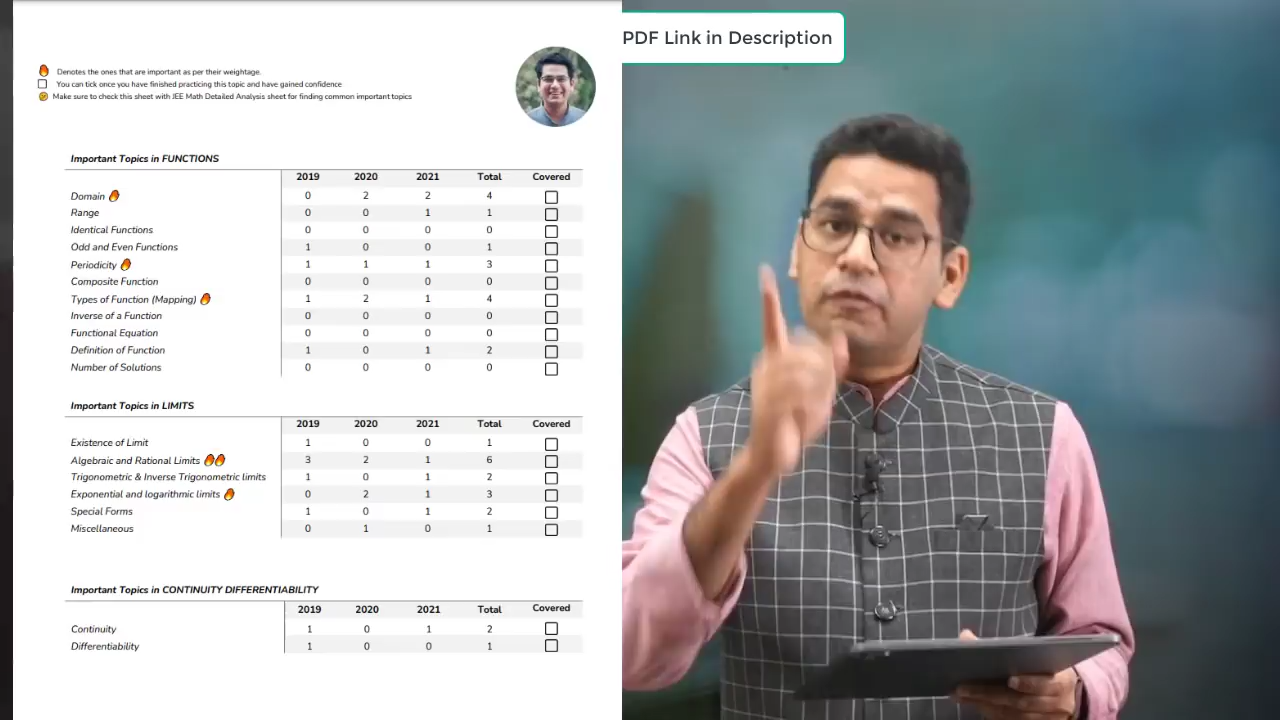 PDF Link in Description
Denotes the ones that are important as per their weightage.
You can tick once you have finished practicing this topic and have gained confidence
Make sure to check this sheet with JEE Math Detailed Analysis sheet for finding common important topics
Important Topics in FUNCTIONS
2019 2020 2021 Total Covered
Domain 0 2 2 4
Range 0 0 1 1
Identical Functions 0 0 0 0
Odd and Even Functions 1 0 0 1
Periodicity 1 1 1 3
Composite Function 0 0 0 0
Types of Function (Mapping) 1 2 1 4
Inverse of a Function 0 0 0 0
Functional Equation 0 0 0 0
Definition of Function 1 0 1 2
Number of Solutions 0 0 0 0
Important Topics in LIMITS
2019 2020 2021 Total Covered
Existence of Limit 1 0 0 1
Algebraic and Rational Limits 3 2 1 6
Trigonometric & Inverse Trigonometric limits 1 0 1 2
Exponential and logarithmic limits 0 2 1 3
Special Forms 1 0 1 2
Miscellaneous 0 1 0 1
Important Topics in CONTINUITY DIFFERENTIABILITY
2019 2020 2021 Total Covered
Continuity 1 0 1 2
Differentiability 1 0 0 1